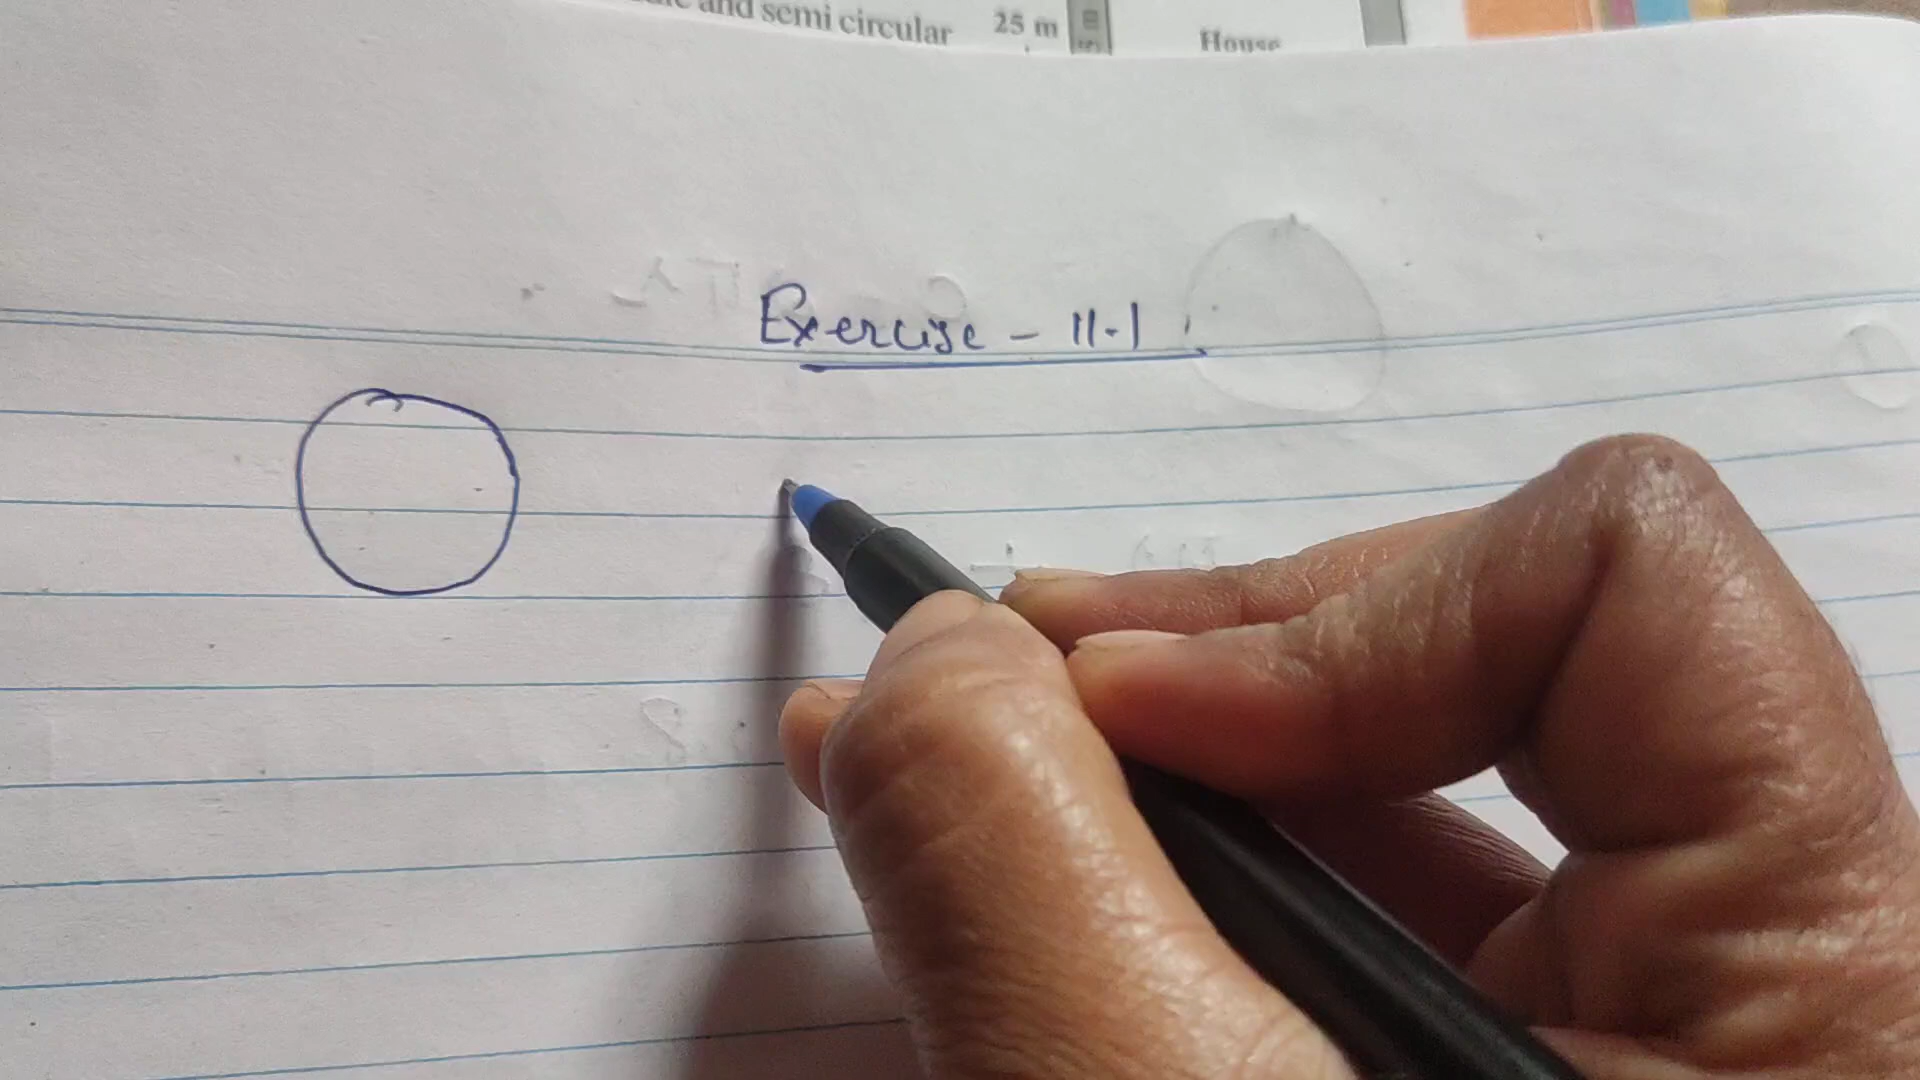 and semi circular 25 m
House
Exercise - 11.1